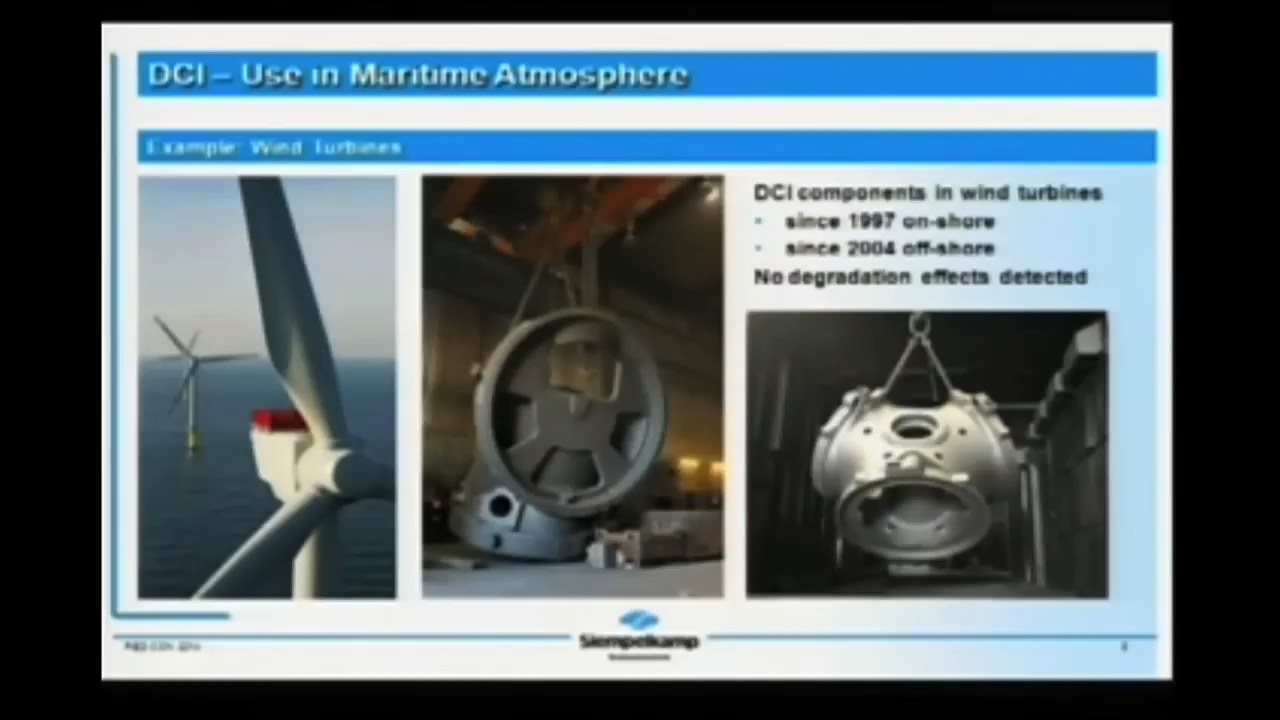 DCI – Use in Maritime Atmosphere
Example: Wind Turbines
DCI components in wind turbines
· since 1997 on-shore
· since 2004 off-shore
No degradation effects detected
Siempelkamp